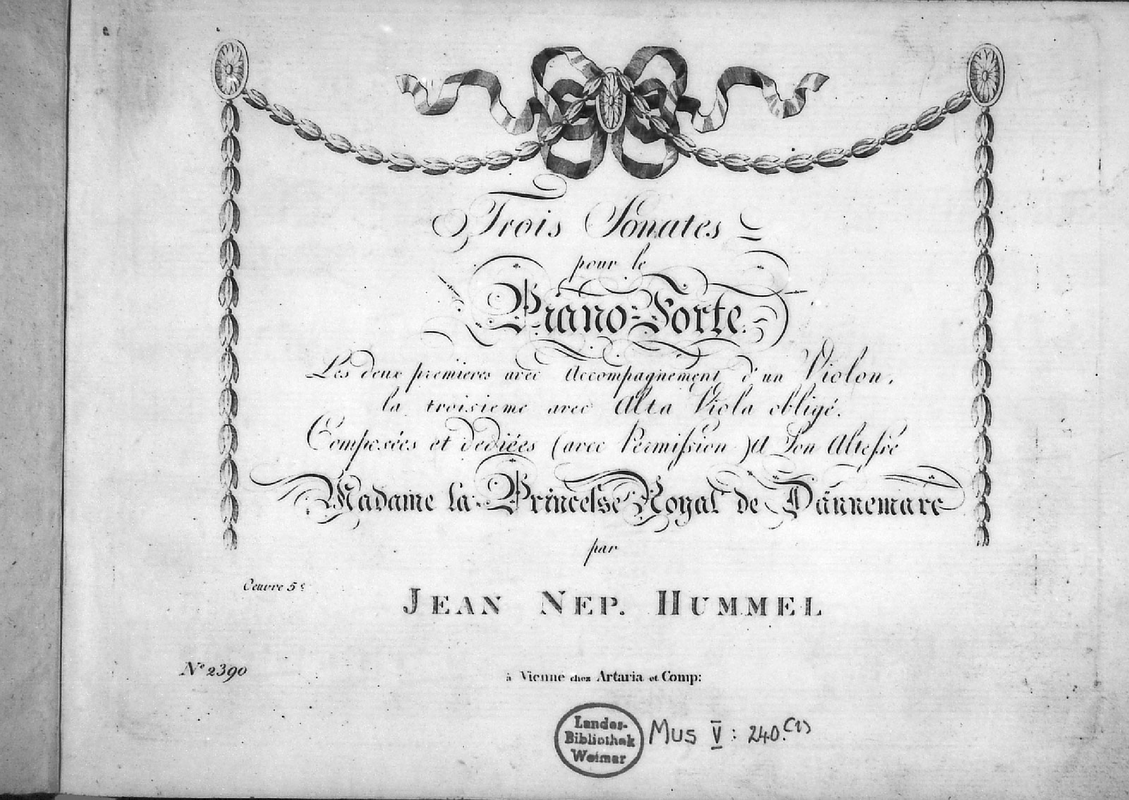 Trois Sonates
pour le
Piano-Forte.
Les deux premieres avec Accompagnement d'un Violon,
la troisieme avec Alta Viola obligé.
Composées et Dediées (avec Permission) A Son Altesse
Madame la Princesse Royal de Dännemarc
par
Oeuvre 5e
JEAN NEP. HUMMEL
No 2390
à Vienne chez Artaria et Comp:
Landes-
Bibliothek
Weimar
Mus V: 240.(1)